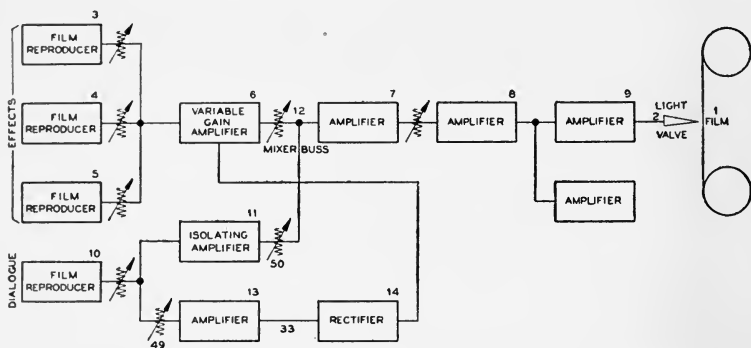 3
FILM
REPRODUCER
4
FILM
REPRODUCER
5
FILM
REPRODUCER
EFFECTS
6
VARIABLE
GAIN
AMPLIFIER
12
MIXER BUSS
7
AMPLIFIER
8
AMPLIFIER
9
AMPLIFIER
LIGHT
2
VALVE
1
FILM
AMPLIFIER
11
ISOLATING
AMPLIFIER
50
DIALOGUE
10
FILM
REPRODUCER
49
13
AMPLIFIER
33
14
RECTIFIER